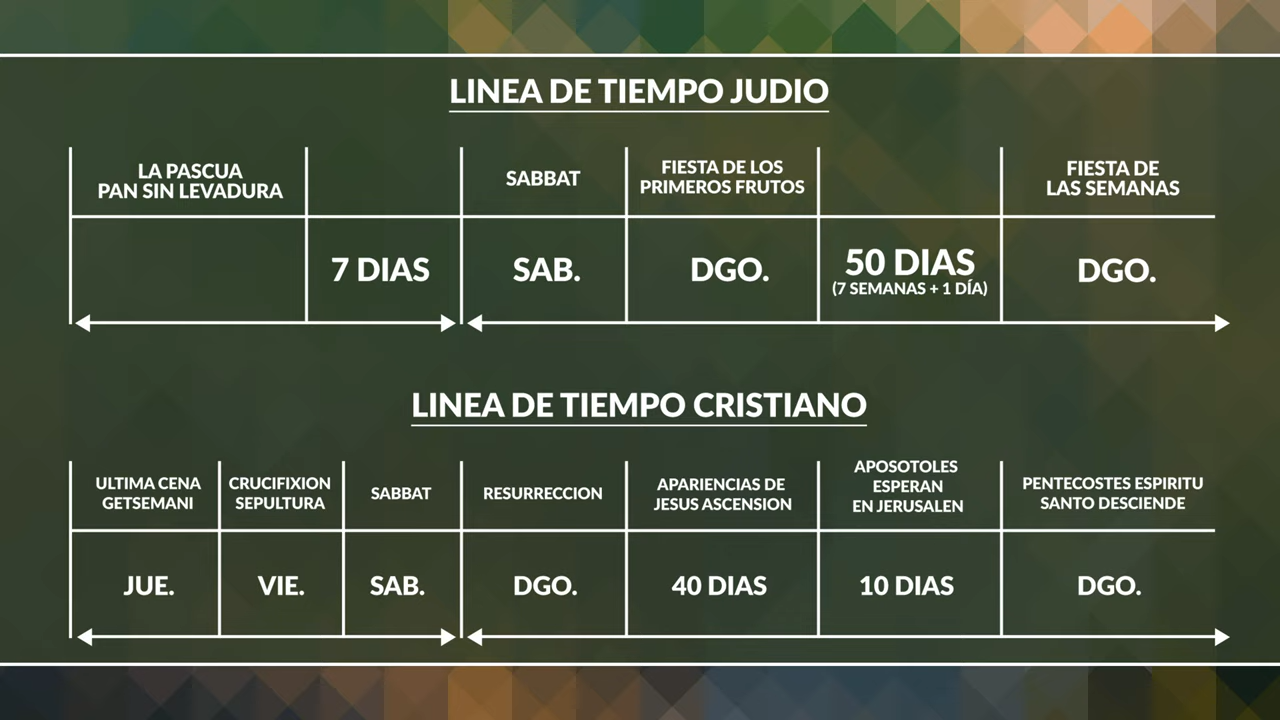 LINEA DE TIEMPO JUDIO
LA PASCUA
PAN SIN LEVADURA
SABBAT
FIESTA DE LOS
PRIMEROS FRUTOS
FIESTA DE
LAS SEMANAS
7 DIAS
SAB.
DGO.
50 DIAS
(7 SEMANAS + 1 DÍA)
DGO.
LINEA DE TIEMPO CRISTIANO
ULTIMA CENA
GETSEMANI
CRUCIFIXION
SEPULTURA
SABBAT
RESURRECCION
APARIENCIAS DE
JESUS ASCENSION
APOSOTOLES
ESPERAN
EN JERUSALEN
PENTECOSTES ESPIRITU
SANTO DESCIENDE
JUE.
VIE.
SAB.
DGO.
40 DIAS
10 DIAS
DGO.